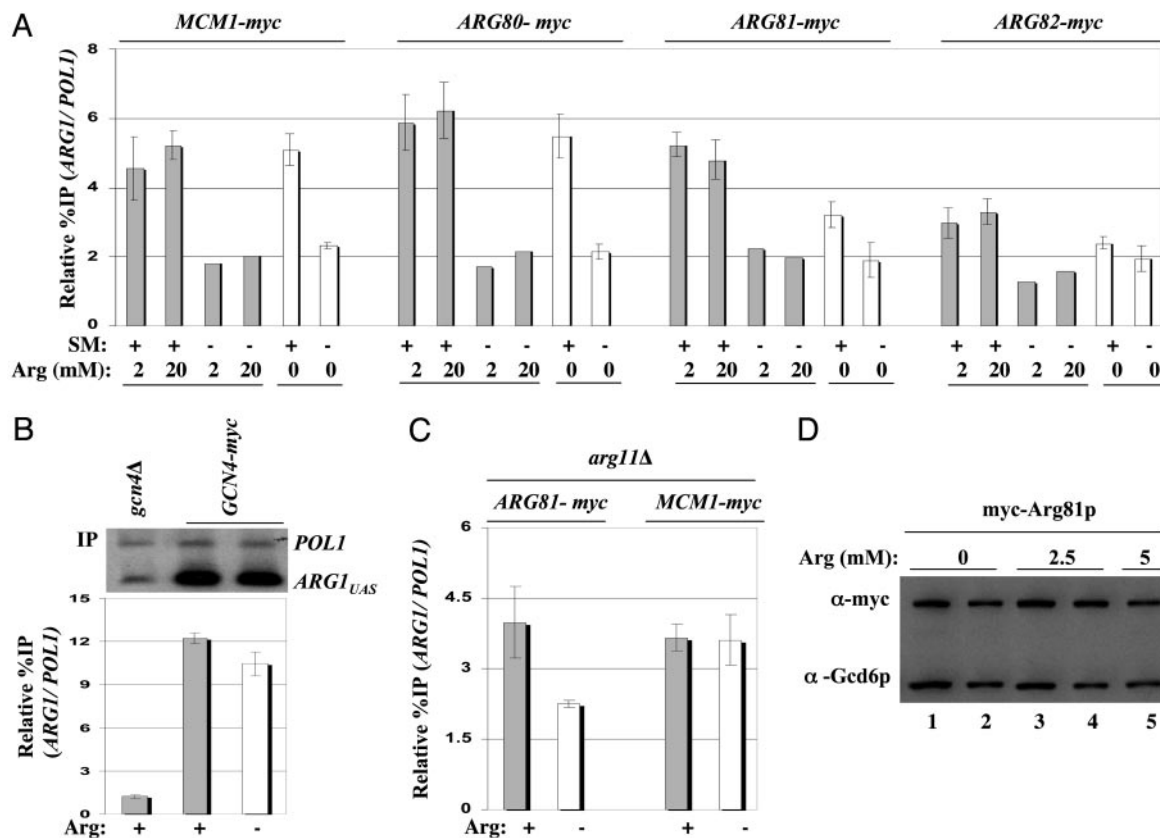 A
MCM1-myc ARG80- myc ARG81-myc ARG82-myc
Relative %IP (ARG1/ POL1)
8
6
4
2
0
SM: + + - - + - + + - - + - + + - - + - + + - - + -
Arg (mM): 2 20 2 20 0 0 2 20 2 20 0 0 2 20 2 20 0 0 2 20 2 20 0 0
B
gcn4Δ GCN4-myc
IP POL1
ARG1UAS
Relative %IP
(ARG1/ POL1)
15
12
9
6
3
0
Arg: + + -
C
arg11Δ
ARG81- myc MCM1-myc
Relative %IP (ARG1/ POL1)
6
4.5
3
1.5
0
Arg: + - + -
D
myc-Arg81p
Arg (mM): 0 2.5 5
α-myc
α -Gcd6p
1 2 3 4 5